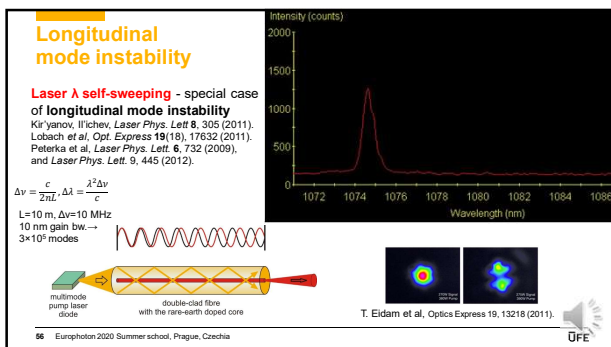 Longitudinal
mode instability
Laser λ self-sweeping - special case
of longitudinal mode instability
Kir'yanov, Il'ichev, Laser Phys. Lett 8, 305 (2011).
Lobach et al, Opt. Express 19(18), 17632 (2011).
Peterka et al, Laser Phys. Lett. 6, 732 (2009),
and Laser Phys. Lett. 9, 445 (2012).
Δν = c/2nL, Δλ = λ²Δν/c
L=10 m, Δν=10 MHz
10 nm gain bw.→
3×10⁵ modes
multimode
pump laser
diode
double-clad fibre
with the rare-earth doped core
Intensity (counts)
2000
1500
1000
500
0
1072 1074 1076 1078 1080 1082 1084 1086
Wavelength (nm)
T. Eidam et al, Optics Express 19, 13218 (2011).
56 Europhoton 2020 Summer school, Prague, Czechia
ÚFE